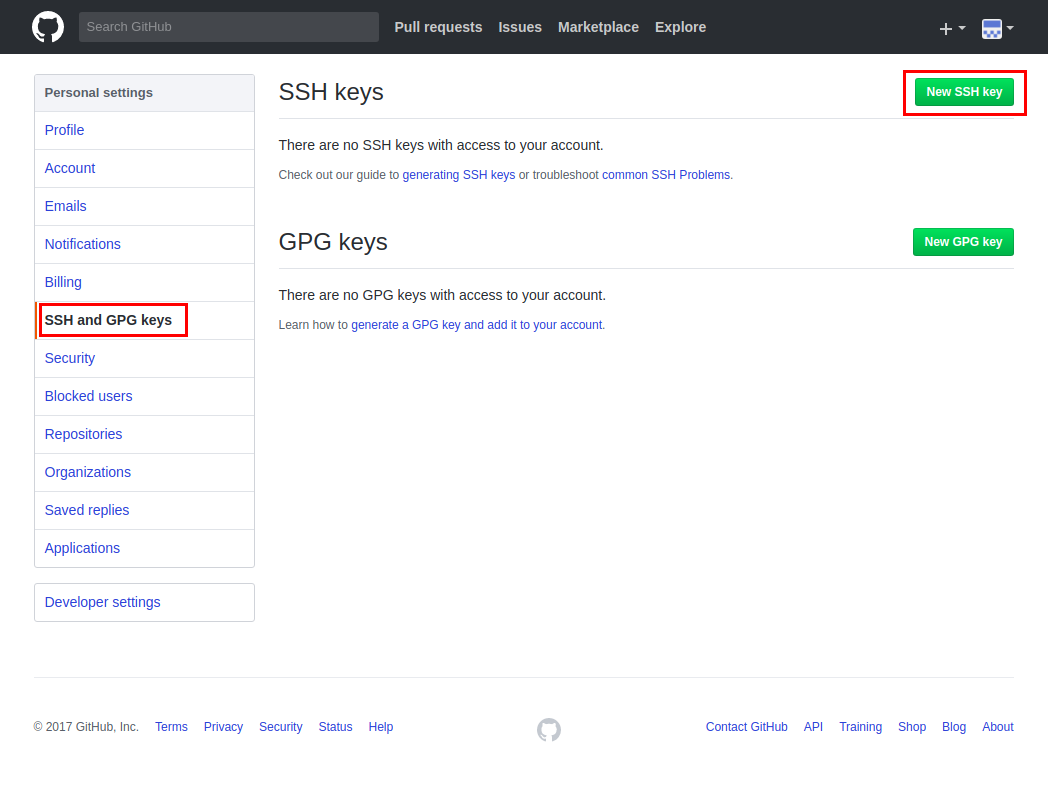 Search GitHub Pull requests Issues Marketplace Explore
Personal settings
Profile
Account
Emails
Notifications
Billing
SSH and GPG keys
Security
Blocked users
Repositories
Organizations
Saved replies
Applications
Developer settings
SSH keys New SSH key
There are no SSH keys with access to your account.
Check out our guide to generating SSH keys or troubleshoot common SSH Problems.
GPG keys New GPG key
There are no GPG keys with access to your account.
Learn how to generate a GPG key and add it to your account.
© 2017 GitHub, Inc. Terms Privacy Security Status Help Contact GitHub API Training Shop Blog About